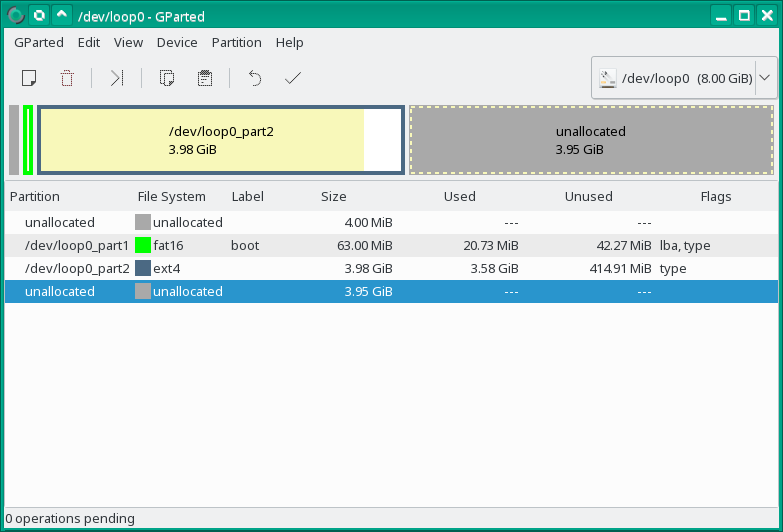 /dev/loop0 - GParted
GParted Edit View Device Partition Help
/dev/loop0 (8.00 GiB)
/dev/loop0_part2
3.98 GiB
unallocated
3.95 GiB
Partition File System Label Size Used Unused Flags
unallocated unallocated 4.00 MiB --- ---
/dev/loop0_part1 fat16 boot 63.00 MiB 20.73 MiB 42.27 MiB lba, type
/dev/loop0_part2 ext4 3.98 GiB 3.58 GiB 414.91 MiB type
unallocated unallocated 3.95 GiB --- ---
0 operations pending